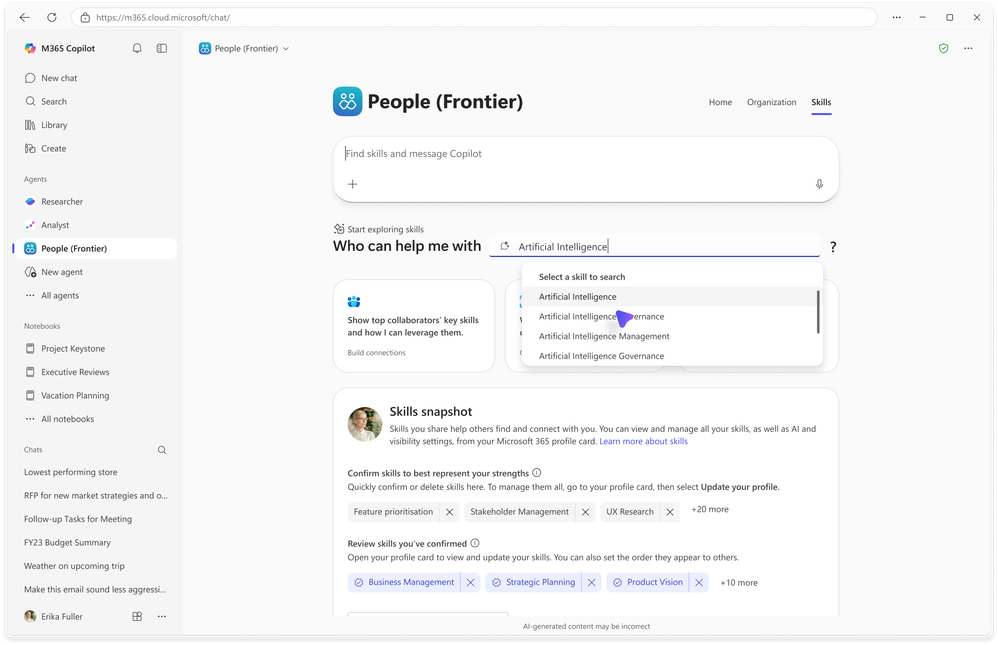 https://m365.cloud.microsoft/chat/
M365 Copilot
New chat
Search
Library
Create
Agents
Researcher
Analyst
People (Frontier)
New agent
All agents
Notebooks
Project Keystone
Executive Reviews
Vacation Planning
All notebooks
Chats
Lowest performing store
RFP for new market strategies and o...
Follow-up Tasks for Meeting
FY23 Budget Summary
Weather on upcoming trip
Make this email sound less aggressi...
Erika Fuller
People (Frontier)
People (Frontier)
Home
Organization
Skills
Find skills and message Copilot
Start exploring skills
Who can help me with
Artificial Intelligence
?
Select a skill to search
Artificial Intelligence
Artificial Intelligence
Artificial Intelligence Management
Artificial Intelligence Governance
Show top collaborators' key skills
and how I can leverage them.
Build connections
Skills snapshot
Skills you share help others find and connect with you. You can view and manage all your skills, as well as AI and
visibility settings, from your Microsoft 365 profile card. Learn more about skills
Confirm skills to best represent your strengths
Quickly confirm or delete skills here. To manage them all, go to your profile card, then select Update your profile.
Feature prioritisation
Stakeholder Management
UX Research
+20 more
Review skills you've confirmed
Open your profile card to view and update your skills. You can also set the order they appear to others.
Business Management
Strategic Planning
Product Vision
+10 more
AI-generated content may be incorrect